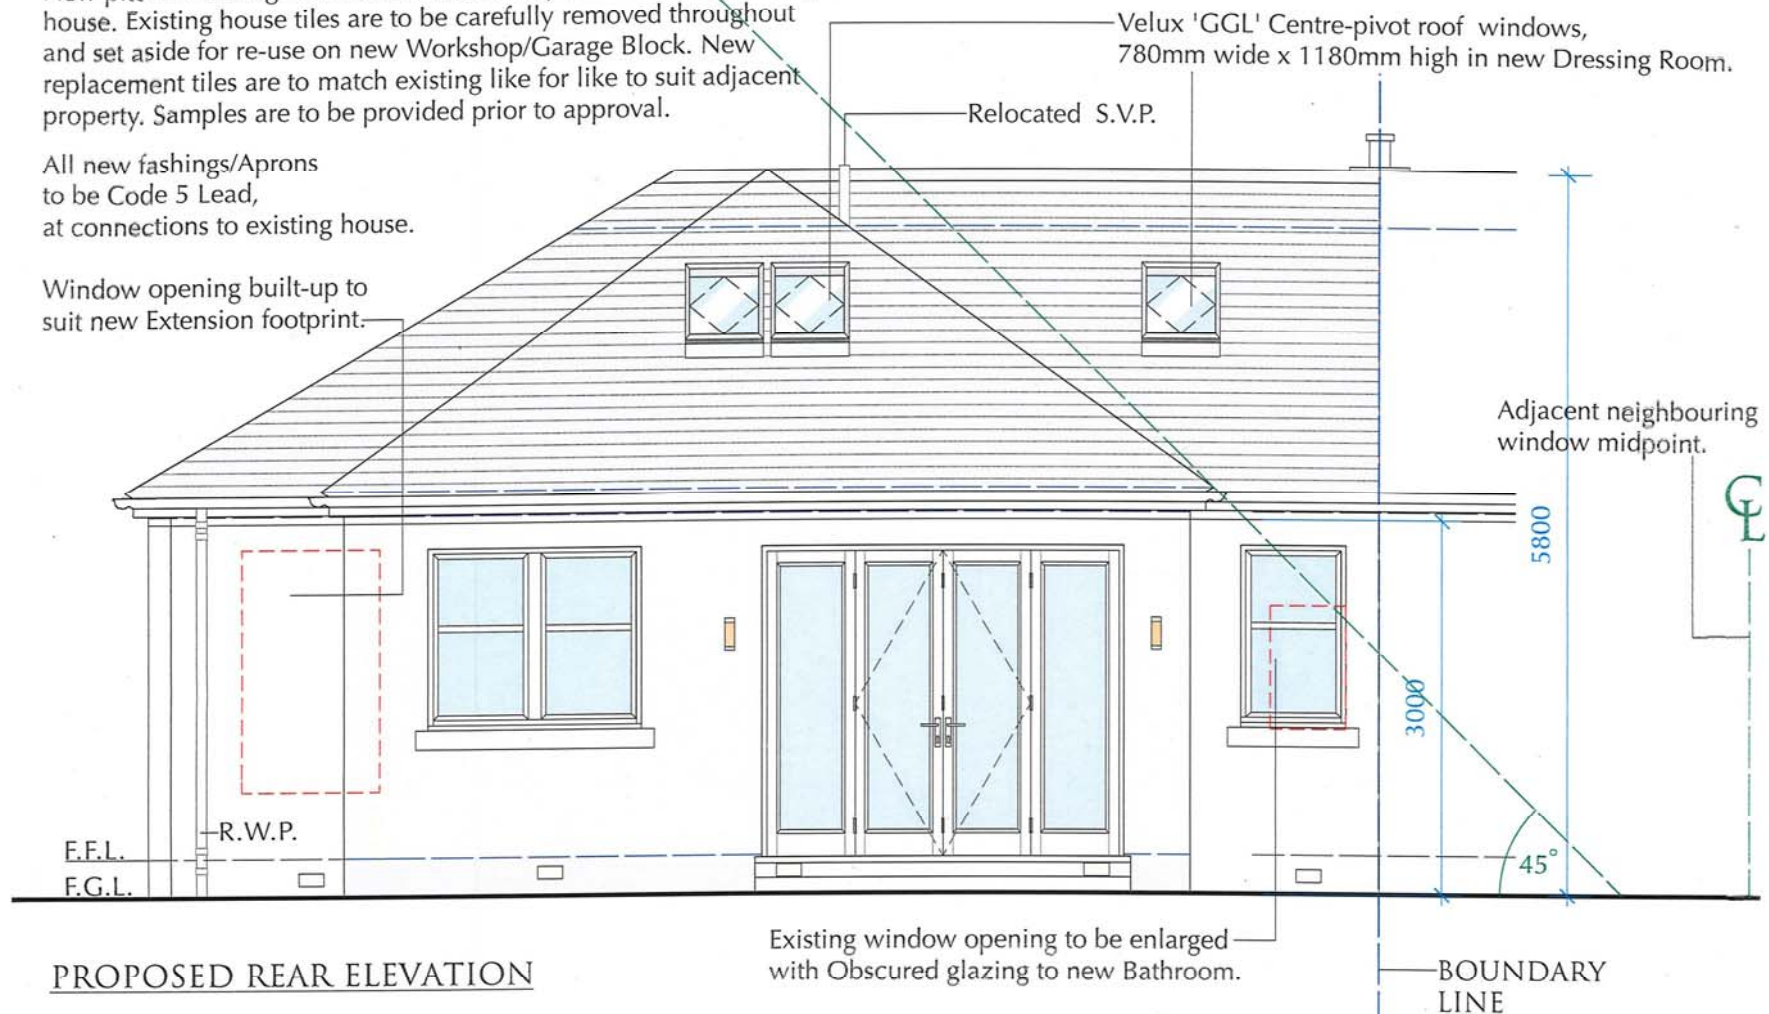 house. Existing house tiles are to be carefully removed throughout
and set aside for re-use on new Workshop/Garage Block. New
replacement tiles are to match existing like for like to suit adjacent
property. Samples are to be provided prior to approval.
All new fashings/Aprons
to be Code 5 Lead,
at connections to existing house.
Window opening built-up to
suit new Extension footprint.
Velux 'GGL' Centre-pivot roof windows,
780mm wide x 1180mm high in new Dressing Room.
Relocated S.V.P.
Adjacent neighbouring
window midpoint.
CL
5800
3000
R.W.P.
F.F.L.
F.G.L.
45°
Existing window opening to be enlarged
with Obscured glazing to new Bathroom.
PROPOSED REAR ELEVATION
BOUNDARY
LINE